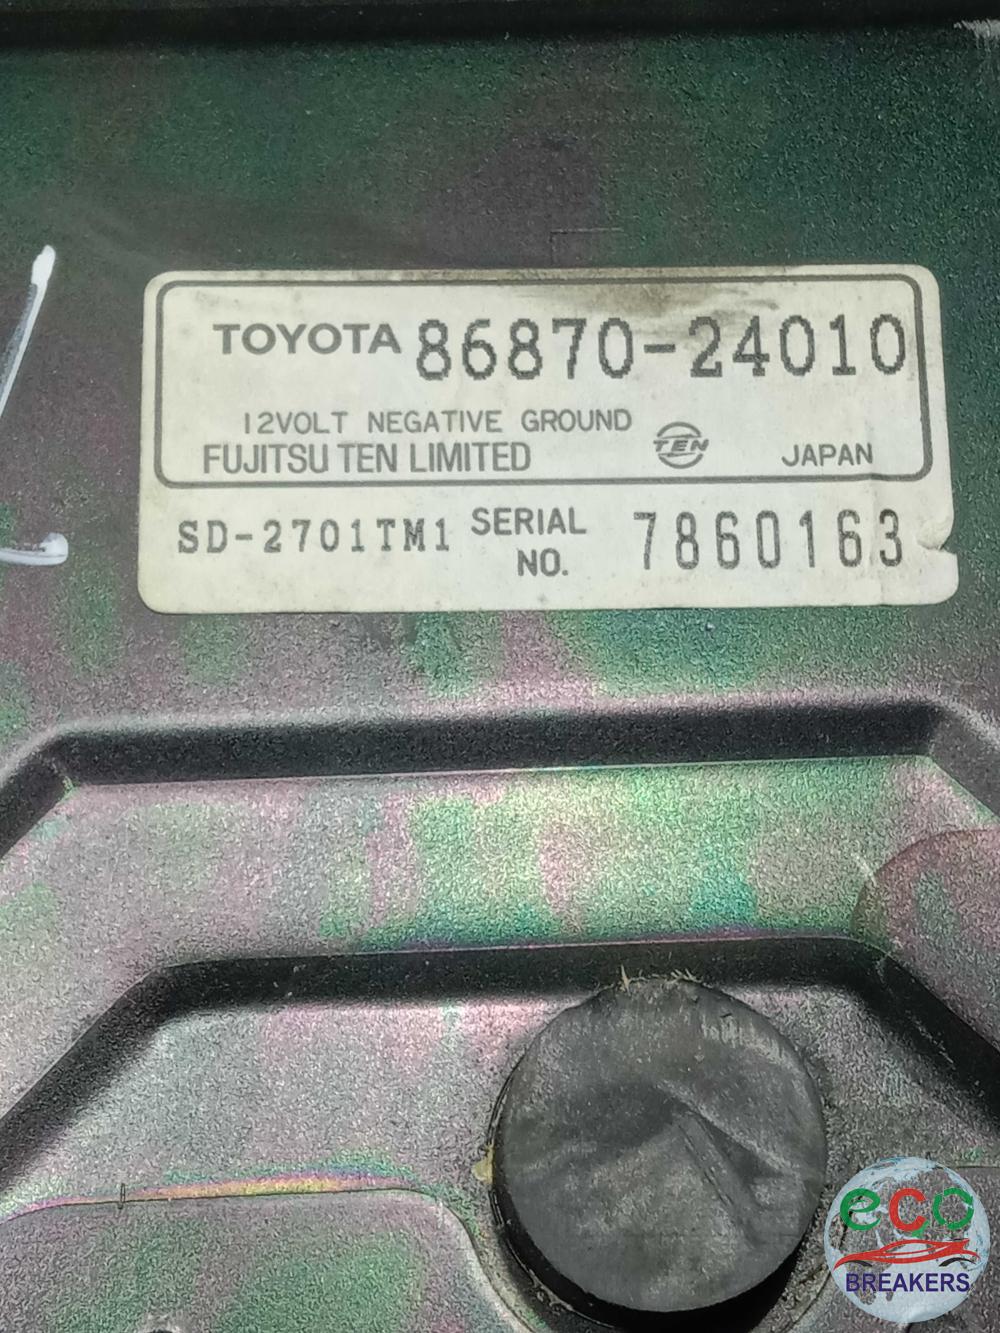 TOYOTA 86870-24010
12VOLT NEGATIVE GROUND
FUJITSU TEN LIMITED TEN JAPAN
SD-2701TM1 SERIAL NO. 7860163
eco
BREAKERS